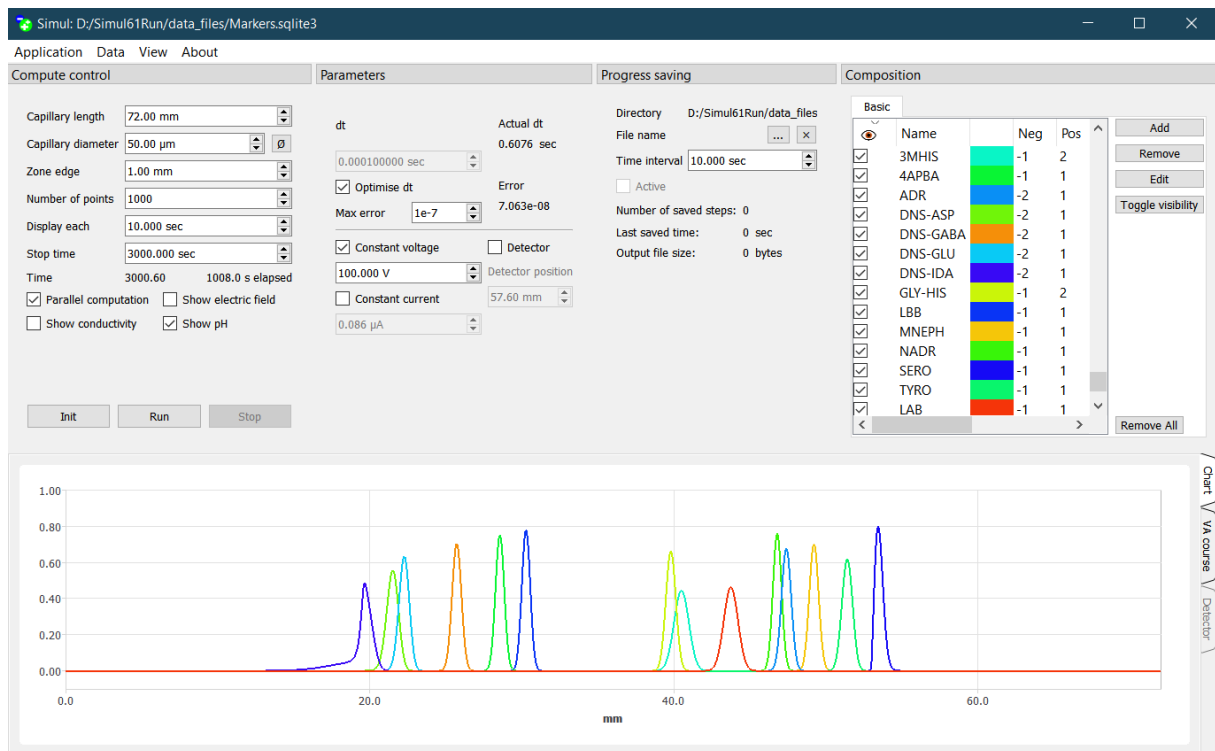 Simul: D:/Simul61Run/data_files/Markers.sqlite3
Application Data View About
Compute control
Capillary length 72.00 mm
Capillary diameter 50.00 µm ø
Zone edge 1.00 mm
Number of points 1000
Display each 10.000 sec
Stop time 3000.000 sec
Time 3000.60 1008.0 s elapsed
Parallel computation Show electric field
Show conductivity Show pH
Init Run Stop
Parameters
dt Actual dt
0.000100000 sec 0.6076 sec
Optimise dt Error
Max error 1e-7 7.063e-08
Constant voltage Detector
100.000 V Detector position
Constant current 57.60 mm
0.086 µA
Progress saving
Directory D:/Simul61Run/data_files
File name ... ×
Time interval 10.000 sec
Active
Number of saved steps: 0
Last saved time: 0 sec
Output file size: 0 bytes
Composition
Basic
Name Neg Pos
3MHIS -1 2
4APBA -1 1
ADR -2 1
DNS-ASP -2 1
DNS-GABA -2 1
DNS-GLU -2 1
DNS-IDA -2 1
GLY-HIS -1 2
LBB -1 1
MNEPH -1 1
NADR -1 1
SERO -1 1
TYRO -1 1
LAB -1 1
Add
Remove
Edit
Toggle visibility
Remove All
1.00
0.80
0.60
0.40
0.20
0.00
0.0 20.0 40.0 60.0
mm
Chart
VA course
Detector